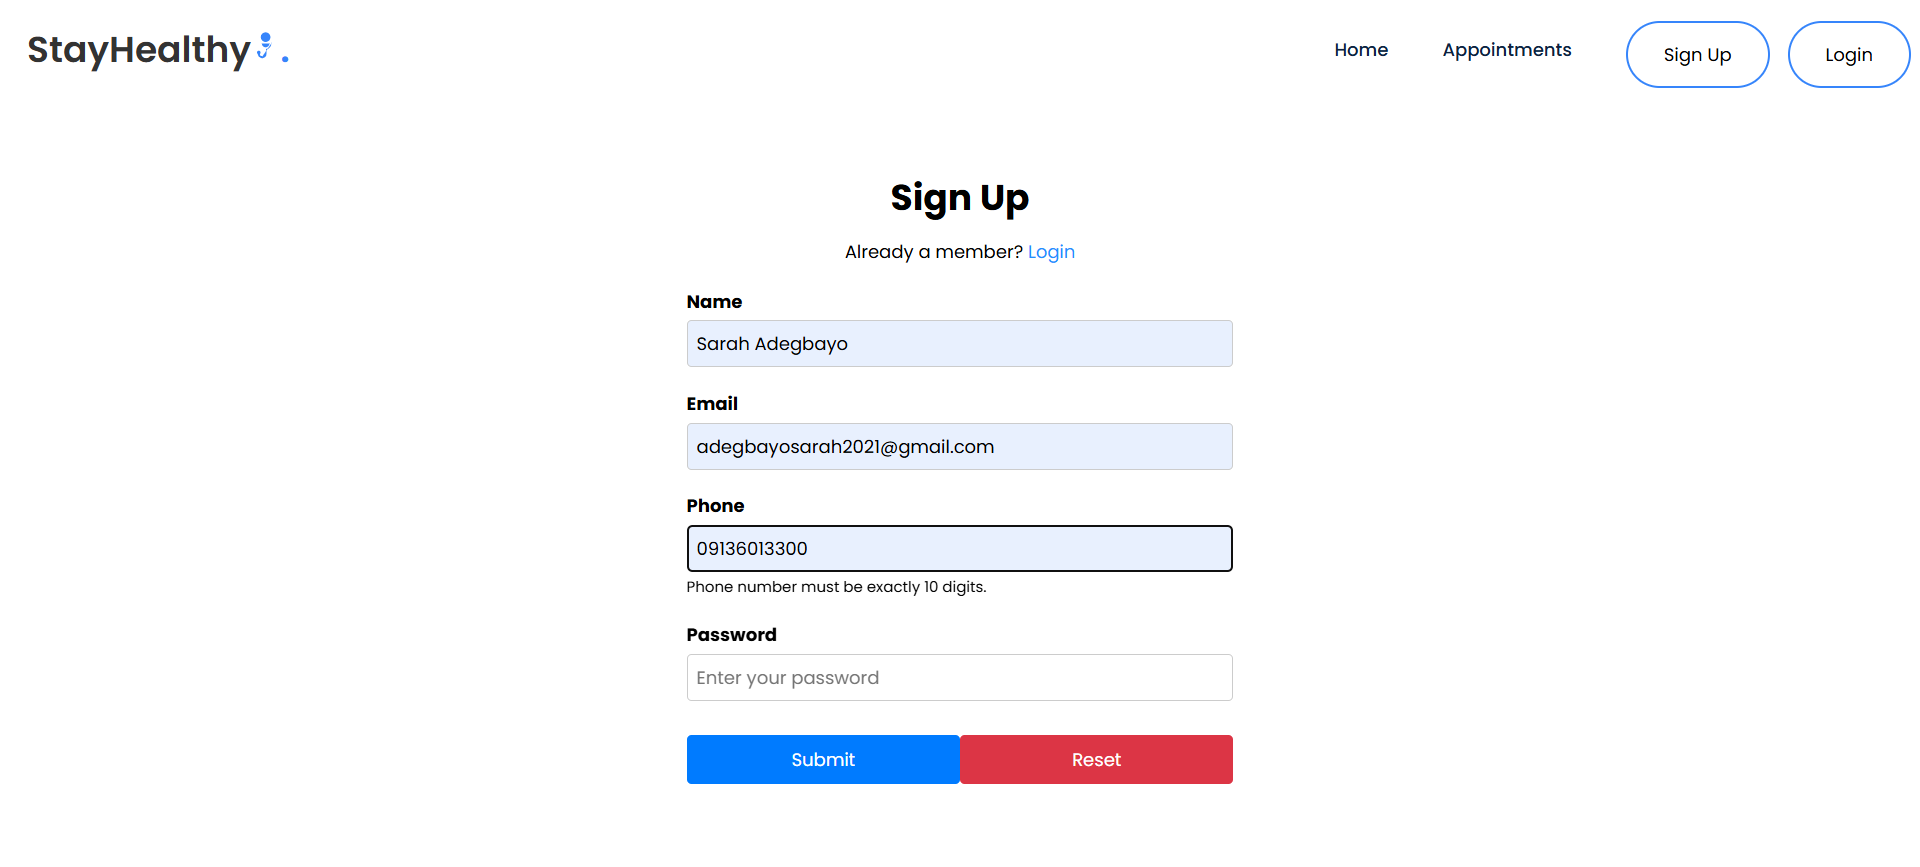 StayHealthy.
Home Appointments Sign Up Login
Sign Up
Already a member? Login
Name
Sarah Adegbayo
Email
adegbayosarah2021@gmail.com
Phone
09136013300
Phone number must be exactly 10 digits.
Password
Enter your password
Submit Reset